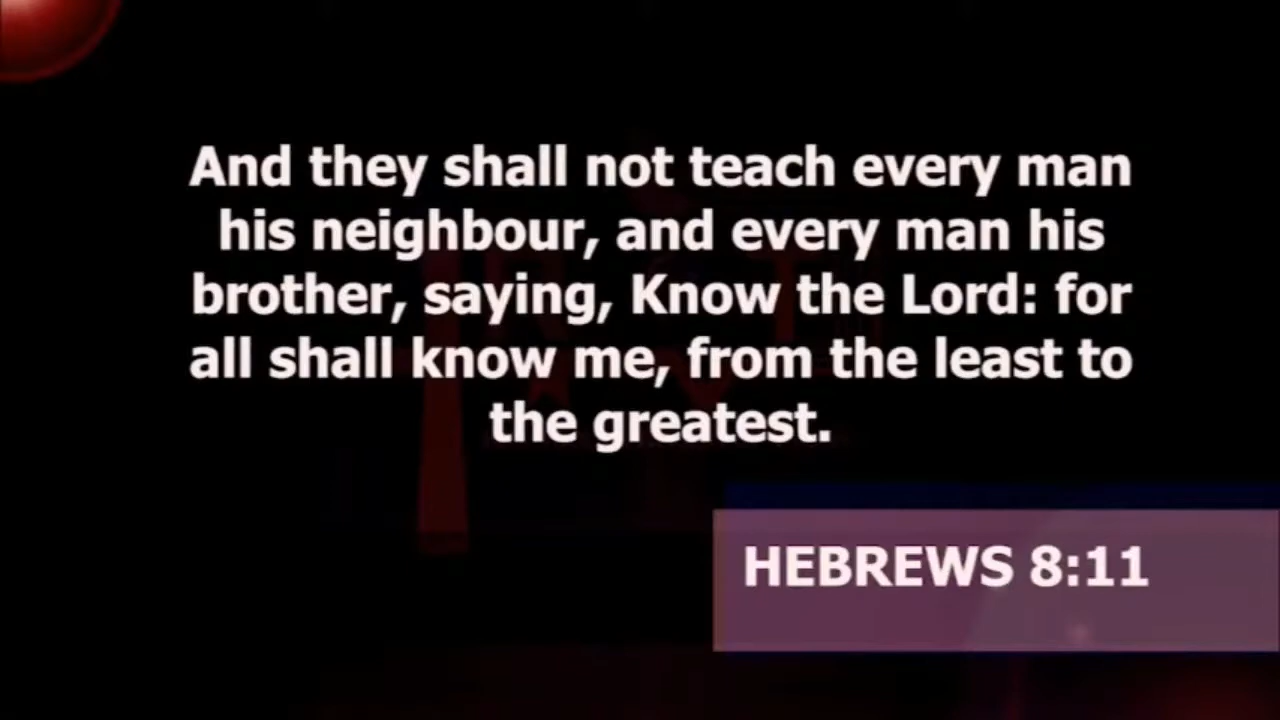 And they shall not teach every man
his neighbour, and every man his
brother, saying, Know the Lord: for
all shall know me, from the least to
the greatest.
HEBREWS 8:11